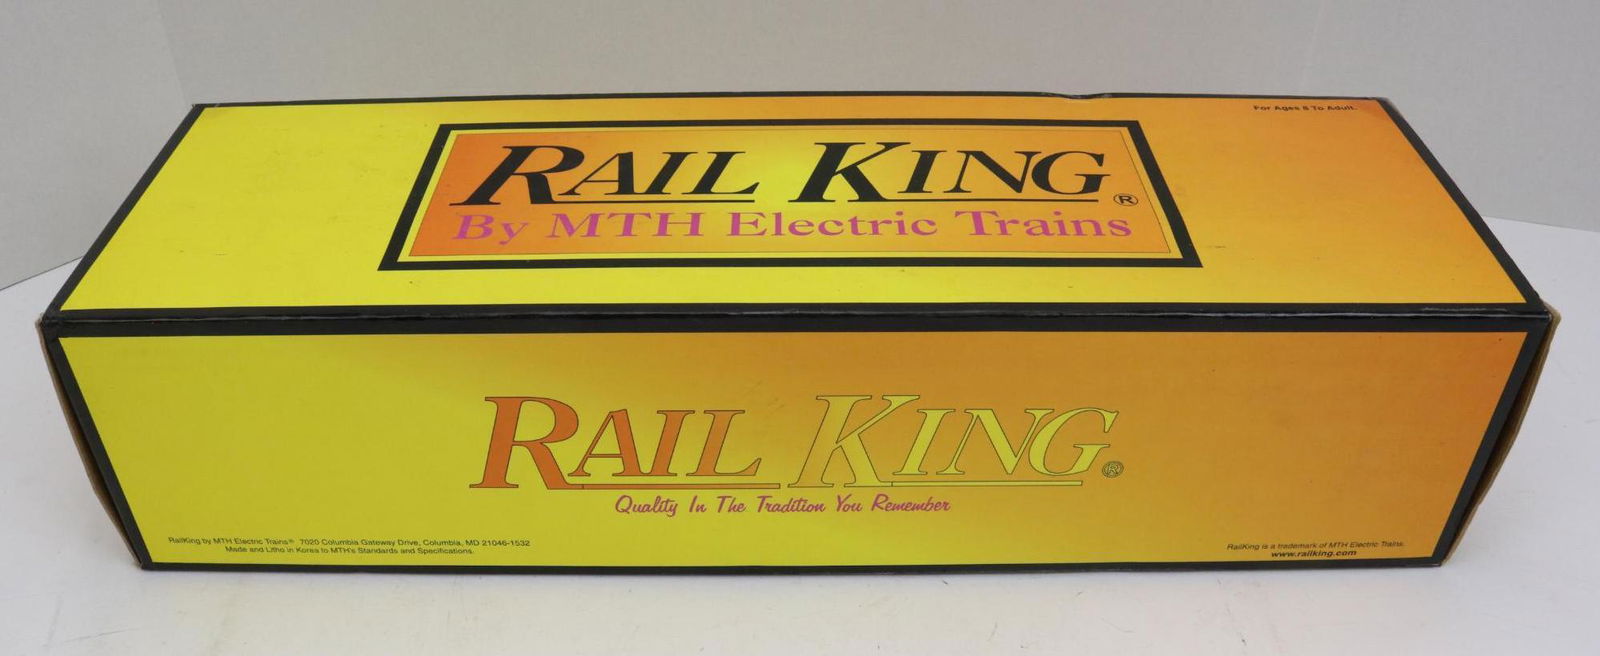 For Ages 8 To Adult.
RAIL KING®
By MTH Electric Trains
RAIL KING®
Quality In The Tradition You Remember
RailKing by MTH Electric Trains® 7020 Columbia Gateway Drive, Columbia, MD 21046-1532
Made and Litho in Korea to MTH's Standards and Specifications.
RailKing is a trademark of MTH Electric Trains.
www.railking.com